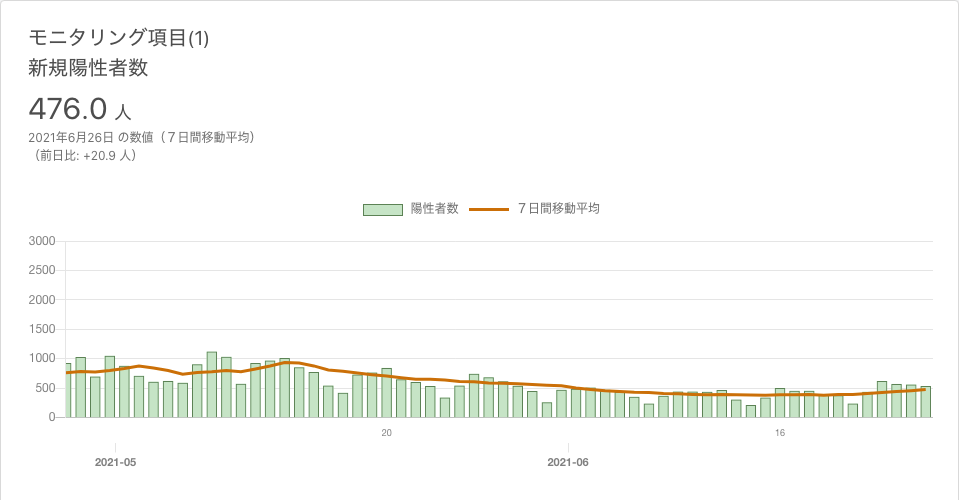 モニタリング項目(1)
新規陽性者数
476.0 人
2021年6月26日 の数値（７日間移動平均）
（前日比: +20.9 人）
陽性者数 ７日間移動平均
3000
2500
2000
1500
1000
500
0
20 16
2021-05 2021-06